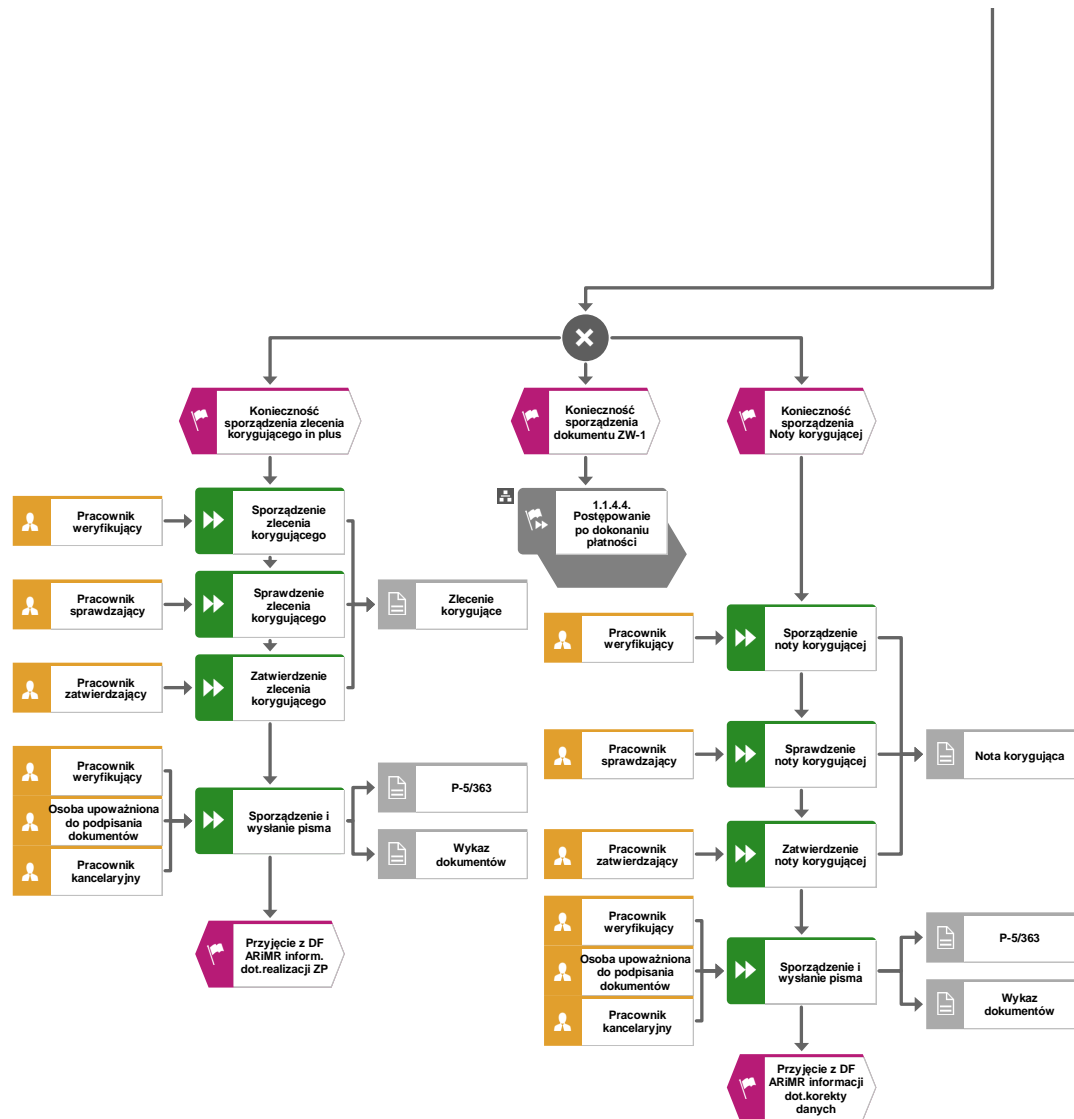 Konieczność
sporządzenia zlecenia
korygującego in plus
Konieczność
sporządzenia
dokumentu ZW-1
Konieczność
sporządzenia
Noty korygującej
Pracownik
weryfikujący
Sporządzenie
zlecenia
korygującego
1.1.4.4.
Postępowanie
po dokonaniu
płatności
Pracownik
sprawdzający
Sprawdzenie
zlecenia
korygującego
Zlecenie
korygujące
Pracownik
zatwierdzający
Zatwierdzenie
zlecenia
korygującego
Pracownik
weryfikujący
Osoba upoważniona
do podpisania
dokumentów
Pracownik
kancelaryjny
Sporządzenie i
wysłanie pisma
P-5/363
Wykaz
dokumentów
Przyjęcie z DF
ARiMR inform.
dot.realizacji ZP
Pracownik
weryfikujący
Sporządzenie
noty korygującej
Pracownik
sprawdzający
Sprawdzenie
noty korygującej
Nota korygująca
Pracownik
zatwierdzający
Zatwierdzenie
noty korygującej
Pracownik
weryfikujący
Osoba upoważniona
do podpisania
dokumentów
Pracownik
kancelaryjny
Sporządzenie i
wysłanie pisma
P-5/363
Wykaz
dokumentów
Przyjęcie z DF
ARiMR informacji
dot.korekty
danych